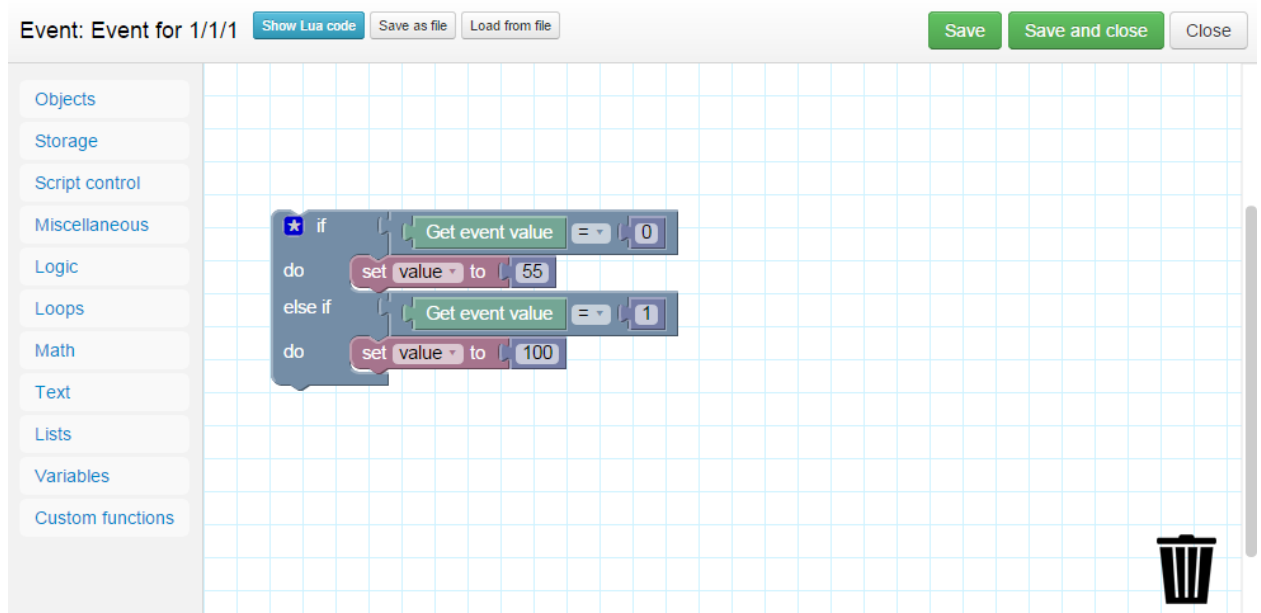 Event: Event for 1/1/1 Show Lua code Save as file Load from file Save Save and close Close
Objects
Storage
Script control
Miscellaneous
Logic
Loops
Math
Text
Lists
Variables
Custom functions
if Get event value = 0
do set value to 55
else if Get event value = 1
do set value to 100